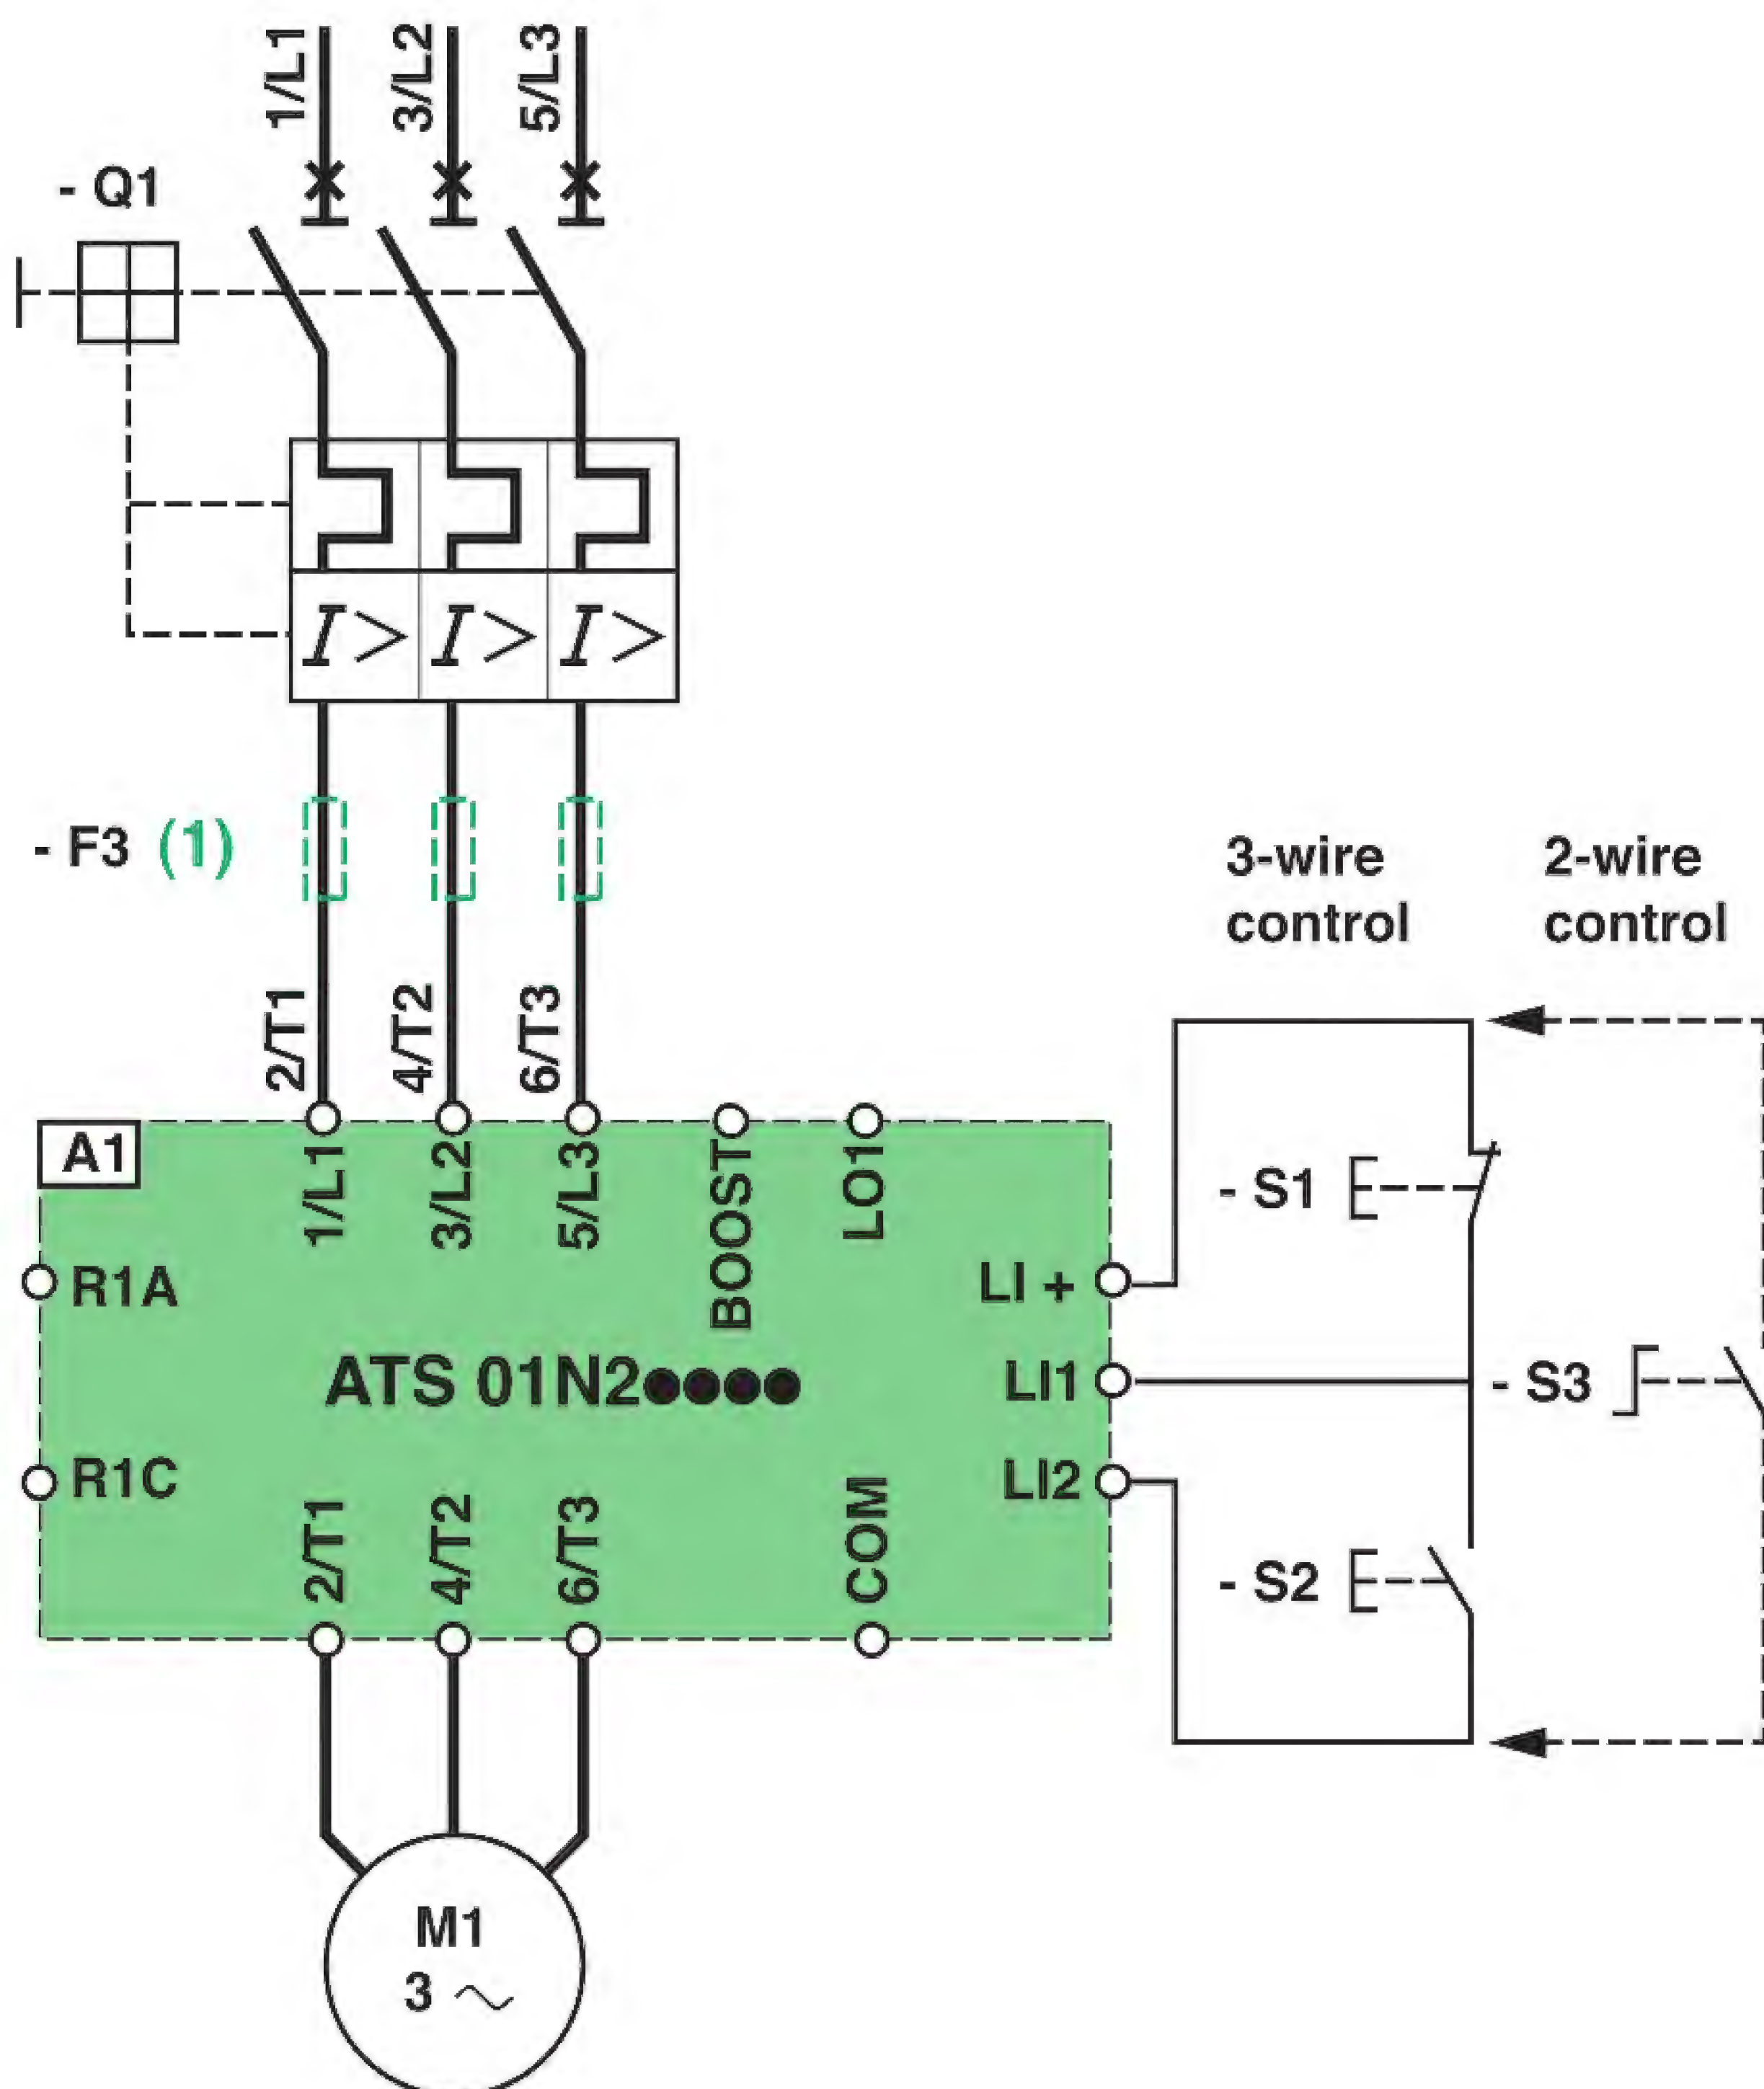 1/L1
3/L2
5/L3
- Q1
I >
I >
I >
- F3 (1)
2/T1
4/T2
6/T3
3-wire
control
2-wire
control
A1
1/L1
3/L2
5/L3
BOOST
LO1
R1A
LI +
- S1
ATS 01N2●●●●
LI1
- S3
R1C
LI2
2/T1
4/T2
6/T3
COM
- S2
M1
3 ~